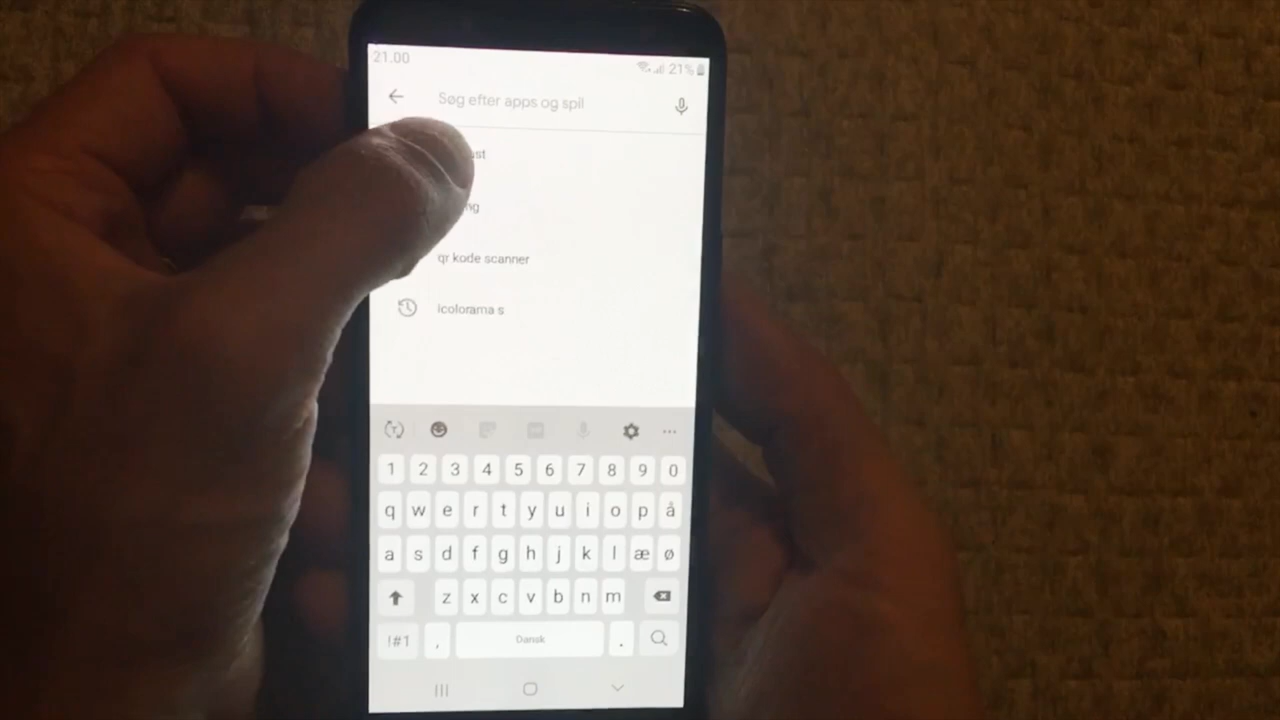 21.00
21%
Søg efter apps og spil
qr kode scanner
icolorama s
1 2 3 4 5 6 7 8 9 0
q w e r t y u i o p å
a s d f g h j k l æ ø
z x c v b n m
!#1 , Dansk .